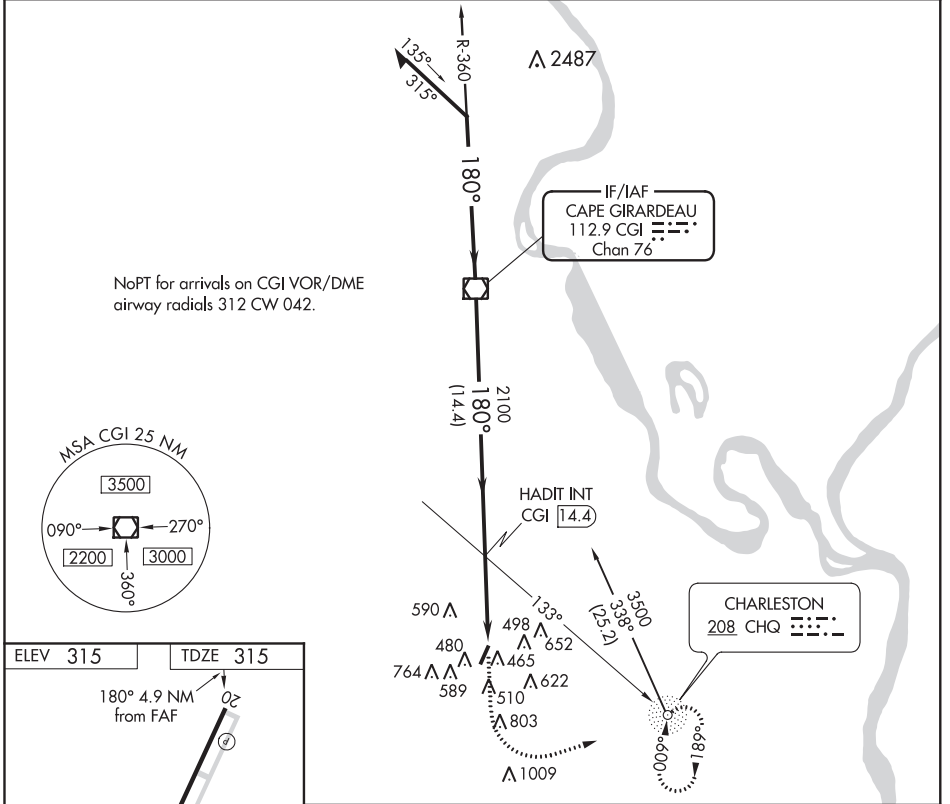 R-360
135°
315°
2487
180°
IF/IAF
CAPE GIRARDEAU
112.9 CGI
Chan 76
NoPT for arrivals on CGI VOR/DME
airway radials 312 CW 042.
2100
180°
(14.4)
MSA CGI 25 NM
3500
090°
270°
2200
3000
360°
HADIT INT
CGI 14.4
133°
3500
338°
(25.2)
CHARLESTON
208 CHQ
590
498
652
480
465
764
589
510
622
803
1009
009°
189°
ELEV 315
TDZE 315
180° 4.9 NM
from FAF
20
P